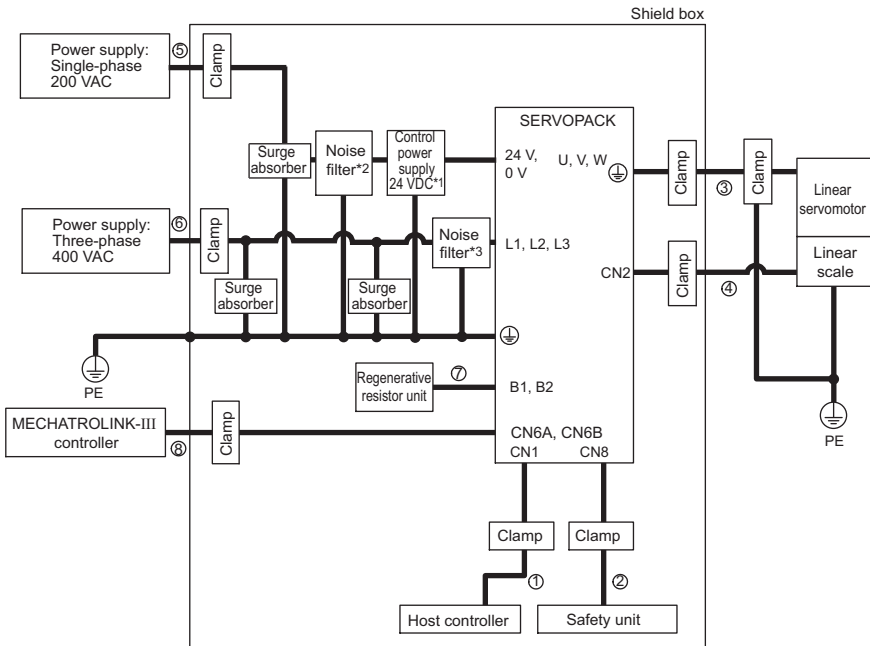 Shield box
Power supply:
Single-phase
200 VAC
⑤
Clamp
Surge
absorber
Noise
filter*2
Control
power
supply
24 VDC*1
SERVOPACK
24 V,
0 V
U, V, W
Clamp
③
Clamp
Linear
servomotor
Power supply:
Three-phase
400 VAC
⑥
Clamp
Surge
absorber
Surge
absorber
Noise
filter*3
L1, L2, L3
CN2
Clamp
④
Linear
scale
PE
PE
Regenerative
resistor unit
⑦
B1, B2
MECHATROLINK-III
controller
⑧
Clamp
CN6A, CN6B
CN1
CN8
Clamp
Clamp
①
②
Host controller
Safety unit